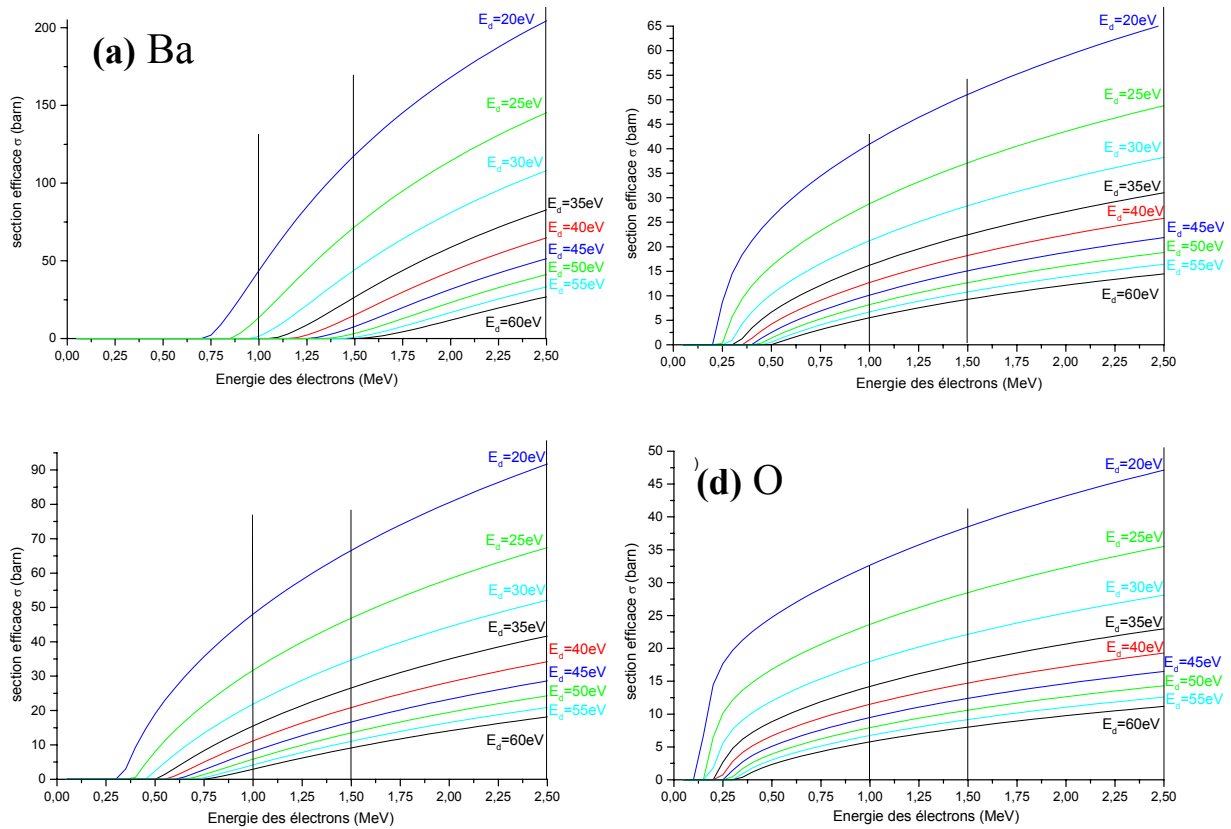 (a) Ba
section efficace σ (barn)
200
150
100
50
0
0,00 0,25 0,50 0,75 1,00 1,25 1,50 1,75 2,00 2,25 2,50
Energie des électrons (MeV)
E_d=20eV
E_d=25eV
E_d=30eV
E_d=35eV
E_d=40eV
E_d=45eV
E_d=50eV
E_d=55eV
E_d=60eV
section efficace σ (barn)
65
60
55
50
45
40
35
30
25
20
15
10
5
0
0,00 0,25 0,50 0,75 1,00 1,25 1,50 1,75 2,00 2,25 2,50
Energie des électrons (MeV)
E_d=20eV
E_d=25eV
E_d=30eV
E_d=35eV
E_d=40eV
E_d=45eV
E_d=50eV
E_d=55eV
E_d=60eV
section efficace σ (barn)
90
80
70
60
50
40
30
20
10
0
0,00 0,25 0,50 0,75 1,00 1,25 1,50 1,75 2,00 2,25 2,50
Energie des électrons (MeV)
E_d=20eV
E_d=25eV
E_d=30eV
E_d=35eV
E_d=40eV
E_d=45eV
E_d=50eV
E_d=55eV
E_d=60eV
)
(d) O
section efficace σ (barn)
50
45
40
35
30
25
20
15
10
5
0
0,00 0,25 0,50 0,75 1,00 1,25 1,50 1,75 2,00 2,25 2,50
Energie des électrons (MeV)
E_d=20eV
E_d=25eV
E_d=30eV
E_d=35eV
E_d=40eV
E_d=45eV
E_d=50eV
E_d=55eV
E_d=60eV